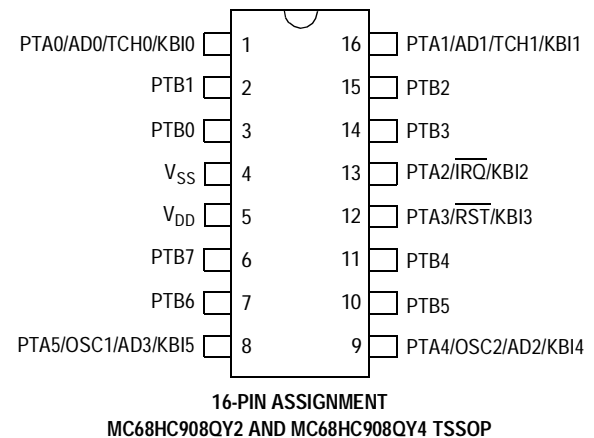 PTA0/AD0/TCH0/KBI0 1 16 PTA1/AD1/TCH1/KBI1
PTB1 2 15 PTB2
PTB0 3 14 PTB3
VSS 4 13 PTA2/IRQ/KBI2
VDD 5 12 PTA3/RST/KBI3
PTB7 6 11 PTB4
PTB6 7 10 PTB5
PTA5/OSC1/AD3/KBI5 8 9 PTA4/OSC2/AD2/KBI4
16-PIN ASSIGNMENT
MC68HC908QY2 AND MC68HC908QY4 TSSOP